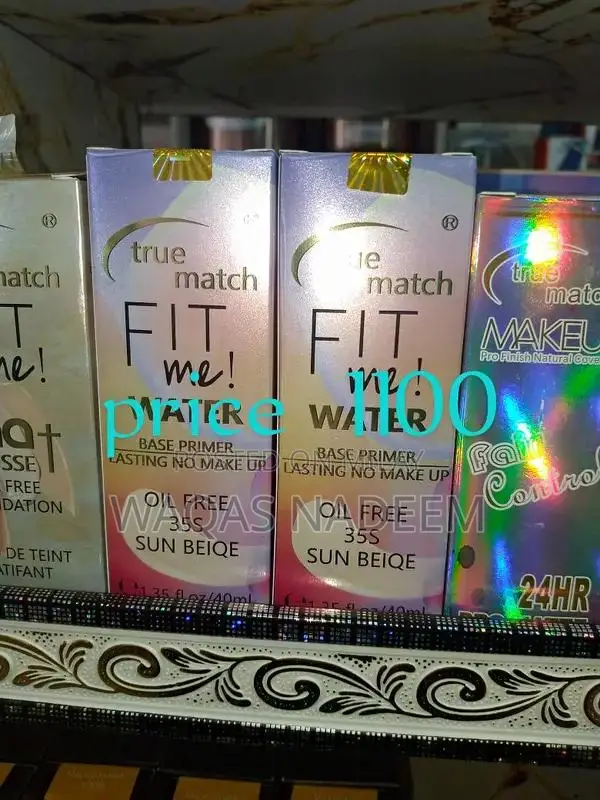 ®
match
T
me!
SSE
FREE
DATION
DE TEINT
ATIFANT
true
match
FIT
me!
WATER
BASE PRIMER
LASTING NO MAKE UP
OIL FREE
35S
SUN BEIQE
1.35 fl oz/40ml
®
match
FIT
me!
WATER
BASE PRIMER
LASTING NO MAKE UP
OIL FREE
35S
SUN BEIQE
1.35 fl oz/40ml
true
matc
MAKEU
Pro Finish Natural Cove
Control
24HR
price 1100
WAQAS NADEEM